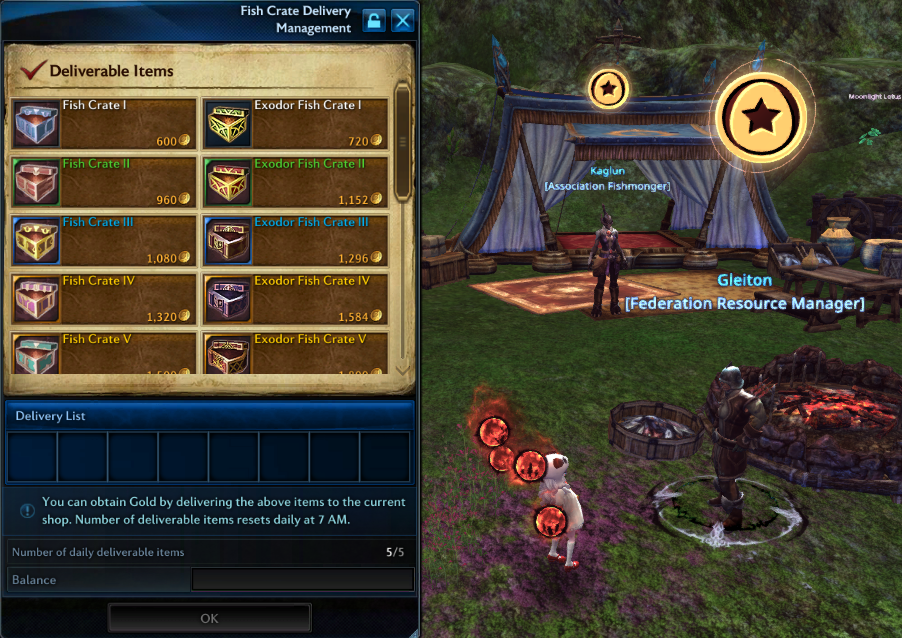 Fish Crate Delivery
Management
Deliverable Items
Fish Crate I
600
Exodor Fish Crate I
720
Fish Crate II
960
Exodor Fish Crate II
1,152
Fish Crate III
1,080
Exodor Fish Crate III
1,296
Fish Crate IV
1,320
Exodor Fish Crate IV
1,584
Fish Crate V
Exodor Fish Crate V
Delivery List
You can obtain Gold by delivering the above items to the current
shop. Number of deliverable items resets daily at 7 AM.
Number of daily deliverable items
5/5
Balance
OK
Moonlight Lotus
Kaglun
[Association Fishmonger]
Gleiton
[Federation Resource Manager]